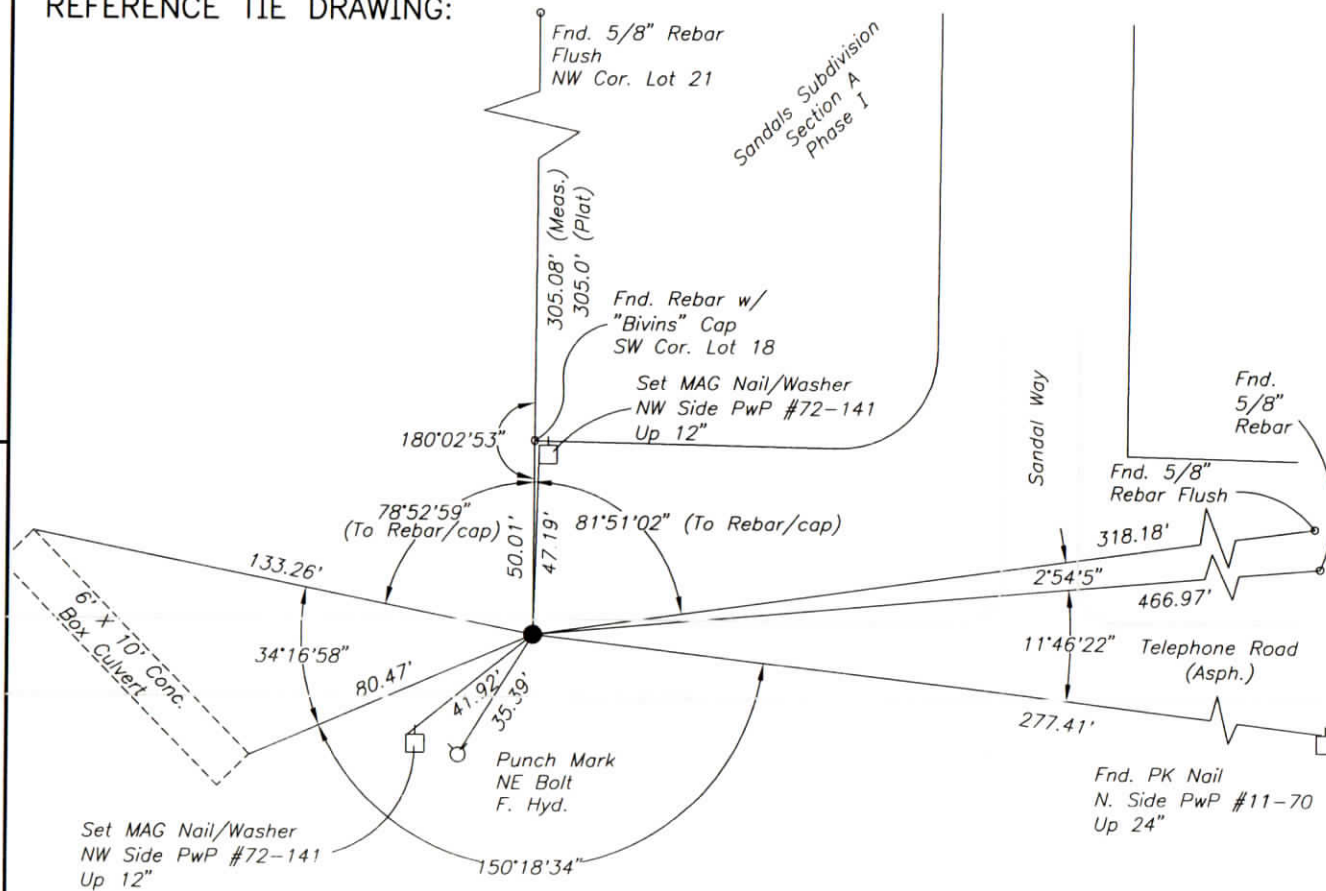 REFERENCE TIE DRAWING:
Fnd. 5/8" Rebar
Flush
NW Cor. Lot 21
Sandals Subdivision
Section A
Phase I
305.08' (Meas.)
305.0' (Plat)
Fnd. Rebar w/
"Bivins" Cap
SW Cor. Lot 18
Set MAG Nail/Washer
NW Side PwP #72-141
Up 12"
Sandal Way
Fnd.
5/8"
Rebar
180°02'53"
Fnd. 5/8"
Rebar Flush
78°52'59"
(To Rebar/cap)
50.01'
47.19'
81°51'02" (To Rebar/cap)
318.18'
133.26'
2°54'5"
466.97'
6' X 10' Conc.
Box Culvert
34°16'58"
80.47'
41.92'
35.39'
11°46'22"
Telephone Road
(Asph.)
277.41'
Punch Mark
NE Bolt
F. Hyd.
Fnd. PK Nail
N. Side PwP #11-70
Up 24"
Set MAG Nail/Washer
NW Side PwP #72-141
Up 12"
150°18'34"